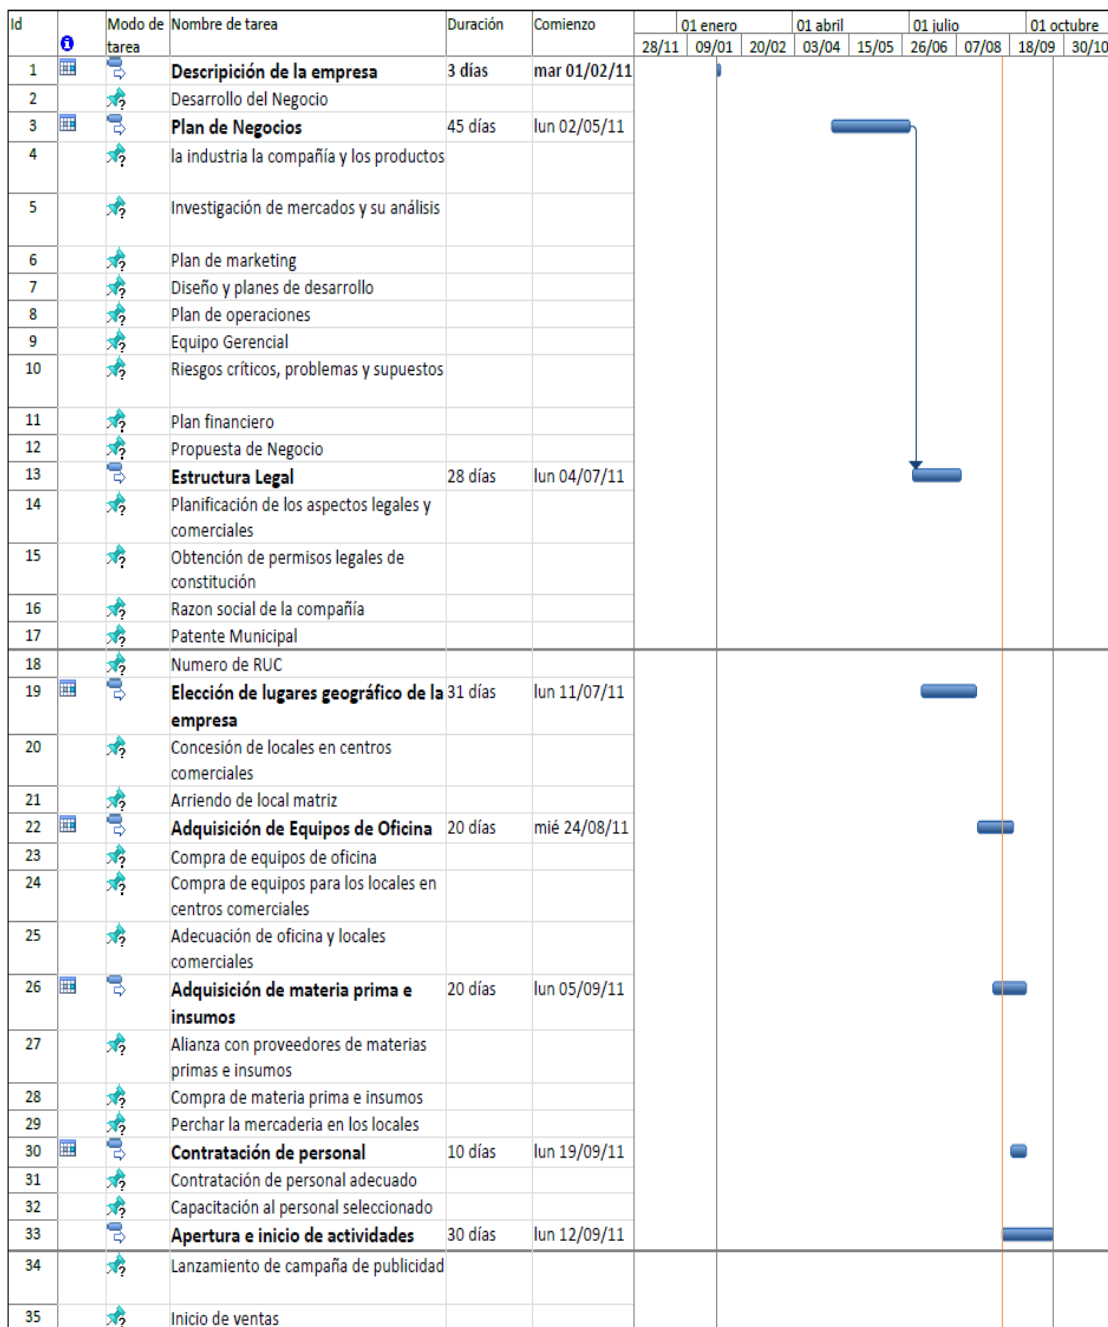 Id Modo de tarea Nombre de tarea Duración Comienzo 01 enero 01 abril 01 julio 01 octubre
28/11 09/01 20/02 03/04 15/05 26/06 07/08 18/09 30/10
1 Descripición de la empresa 3 días mar 01/02/11
2 Desarrollo del Negocio
3 Plan de Negocios 45 días lun 02/05/11
4 la industria la compañía y los productos
5 Investigación de mercados y su análisis
6 Plan de marketing
7 Diseño y planes de desarrollo
8 Plan de operaciones
9 Equipo Gerencial
10 Riesgos críticos, problemas y supuestos
11 Plan financiero
12 Propuesta de Negocio
13 Estructura Legal 28 días lun 04/07/11
14 Planificación de los aspectos legales y
comerciales
15 Obtención de permisos legales de
constitución
16 Razon social de la compañía
17 Patente Municipal
18 Numero de RUC
19 Elección de lugares geográfico de la 31 días lun 11/07/11
empresa
20 Concesión de locales en centros
comerciales
21 Arriendo de local matriz
22 Adquisición de Equipos de Oficina 20 días mié 24/08/11
23 Compra de equipos de oficina
24 Compra de equipos para los locales en
centros comerciales
25 Adecuación de oficina y locales
comerciales
26 Adquisición de materia prima e 20 días lun 05/09/11
insumos
27 Alianza con proveedores de materias
primas e insumos
28 Compra de materia prima e insumos
29 Perchar la mercaderia en los locales
30 Contratación de personal 10 días lun 19/09/11
31 Contratación de personal adecuado
32 Capacitación al personal seleccionado
33 Apertura e inicio de actividades 30 días lun 12/09/11
34 Lanzamiento de campaña de publicidad
35 Inicio de ventas